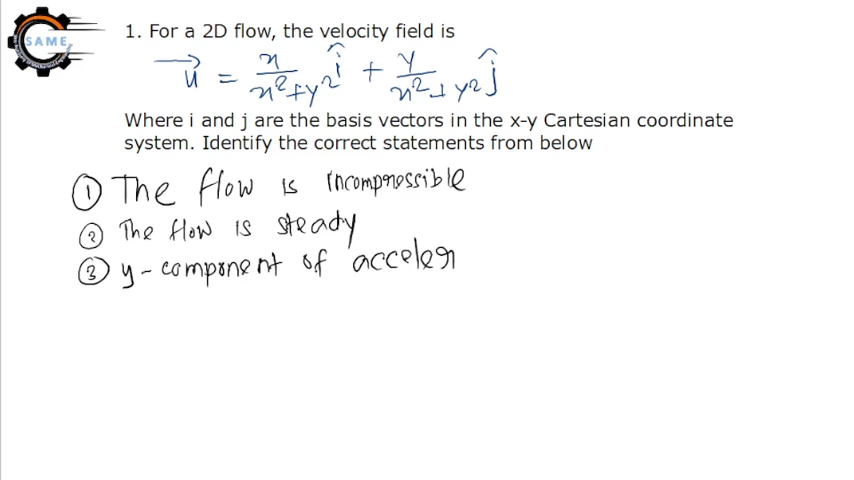 SAME
1. For a 2D flow, the velocity field is
u = x/(x²+y²) î + y/(x²+y²) ĵ
Where i and j are the basis vectors in the x-y Cartesian coordinate
system. Identify the correct statements from below
① The flow is incompressible
② The flow is steady
③ y-component of acceler